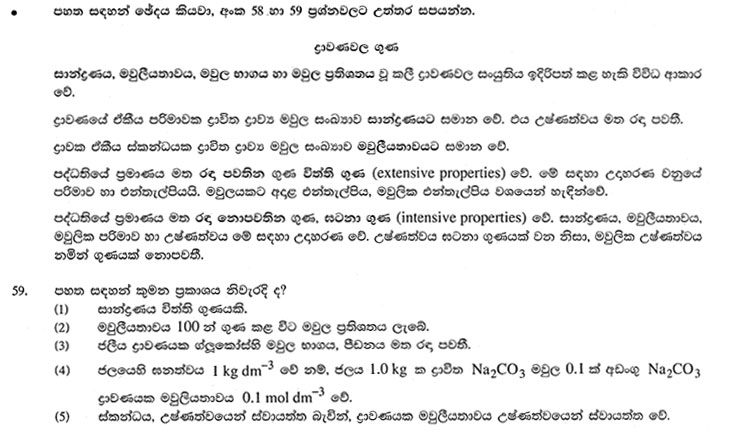 • පහත සඳහන් ඡේදය කියවා, අංක 58 හා 59 ප්‍රශ්නවලට උත්තර සපයන්න.
ද්‍රාවණවල ගුණ
සාන්ද්‍රණය, මවුලීයතාවය, මවුල භාගය හා මවුල ප්‍රතිශතය වූ කලී ද්‍රාවණවල සංයුතිය ඉදිරිපත් කළ හැකි විවිධ ආකාර
වේ.
ද්‍රාවණයේ ඒකීය පරිමාවක ද්‍රාවිත ද්‍රාව්‍ය මවුල සංඛ්‍යාව සාන්ද්‍රණයට සමාන වේ. එය උෂ්ණත්වය මත රඳා පවතී.
ද්‍රාවක ඒකීය ස්කන්ධයක ද්‍රාවිත ද්‍රාව්‍ය මවුල සංඛ්‍යාව මවුලීයතාවයට සමාන වේ.
පද්ධතියේ ප්‍රමාණය මත රඳා පවතින ගුණ විත්ති ගුණ (extensive properties) වේ. මේ සඳහා උදාහරණ වනුයේ
පරිමාව හා එන්තැල්පියයි. මවුලයකට අදාළ එන්තැල්පිය, මවුලික එන්තැල්පිය වශයෙන් හැඳින්වේ.
පද්ධතියේ ප්‍රමාණය මත රඳා නොපවතින ගුණ, ඝටනා ගුණ (intensive properties) වේ. සාන්ද්‍රණය, මවුලීයතාවය,
මවුලික පරිමාව හා උෂ්ණත්වය මේ සඳහා උදාහරණ වේ. උෂ්ණත්වය ඝටනා ගුණයක් වන නිසා, මවුලික උෂ්ණත්වය
නමින් ගුණයක් නොපවතී.
59. පහත සඳහන් කුමන ප්‍රකාශය නිවැරදි ද?
(1) සාන්ද්‍රණය විත්ති ගුණයකි.
(2) මවුලීයතාවය 100 න් ගුණ කළ විට මවුල ප්‍රතිශතය ලැබේ.
(3) ජලීය ද්‍රාවණයක ග්ලූකෝස්හි මවුල භාගය, පීඩනය මත රඳා පවතී.
(4) ජලයෙහි ඝනත්වය 1 kg dm⁻³ වේ නම්, ජලය 1.0 kg ක ද්‍රාවිත Na₂CO₃ මවුල 0.1 ක් අඩංගු Na₂CO₃
ද්‍රාවණයක මවුලියතාවය 0.1 mol dm⁻³ වේ.
(5) ස්කන්ධය, උෂ්ණත්වයෙන් ස්වායත්ත බැවින්, ද්‍රාවණයක මවුලීයතාවය උෂ්ණත්වයෙන් ස්වායත්ත වේ.